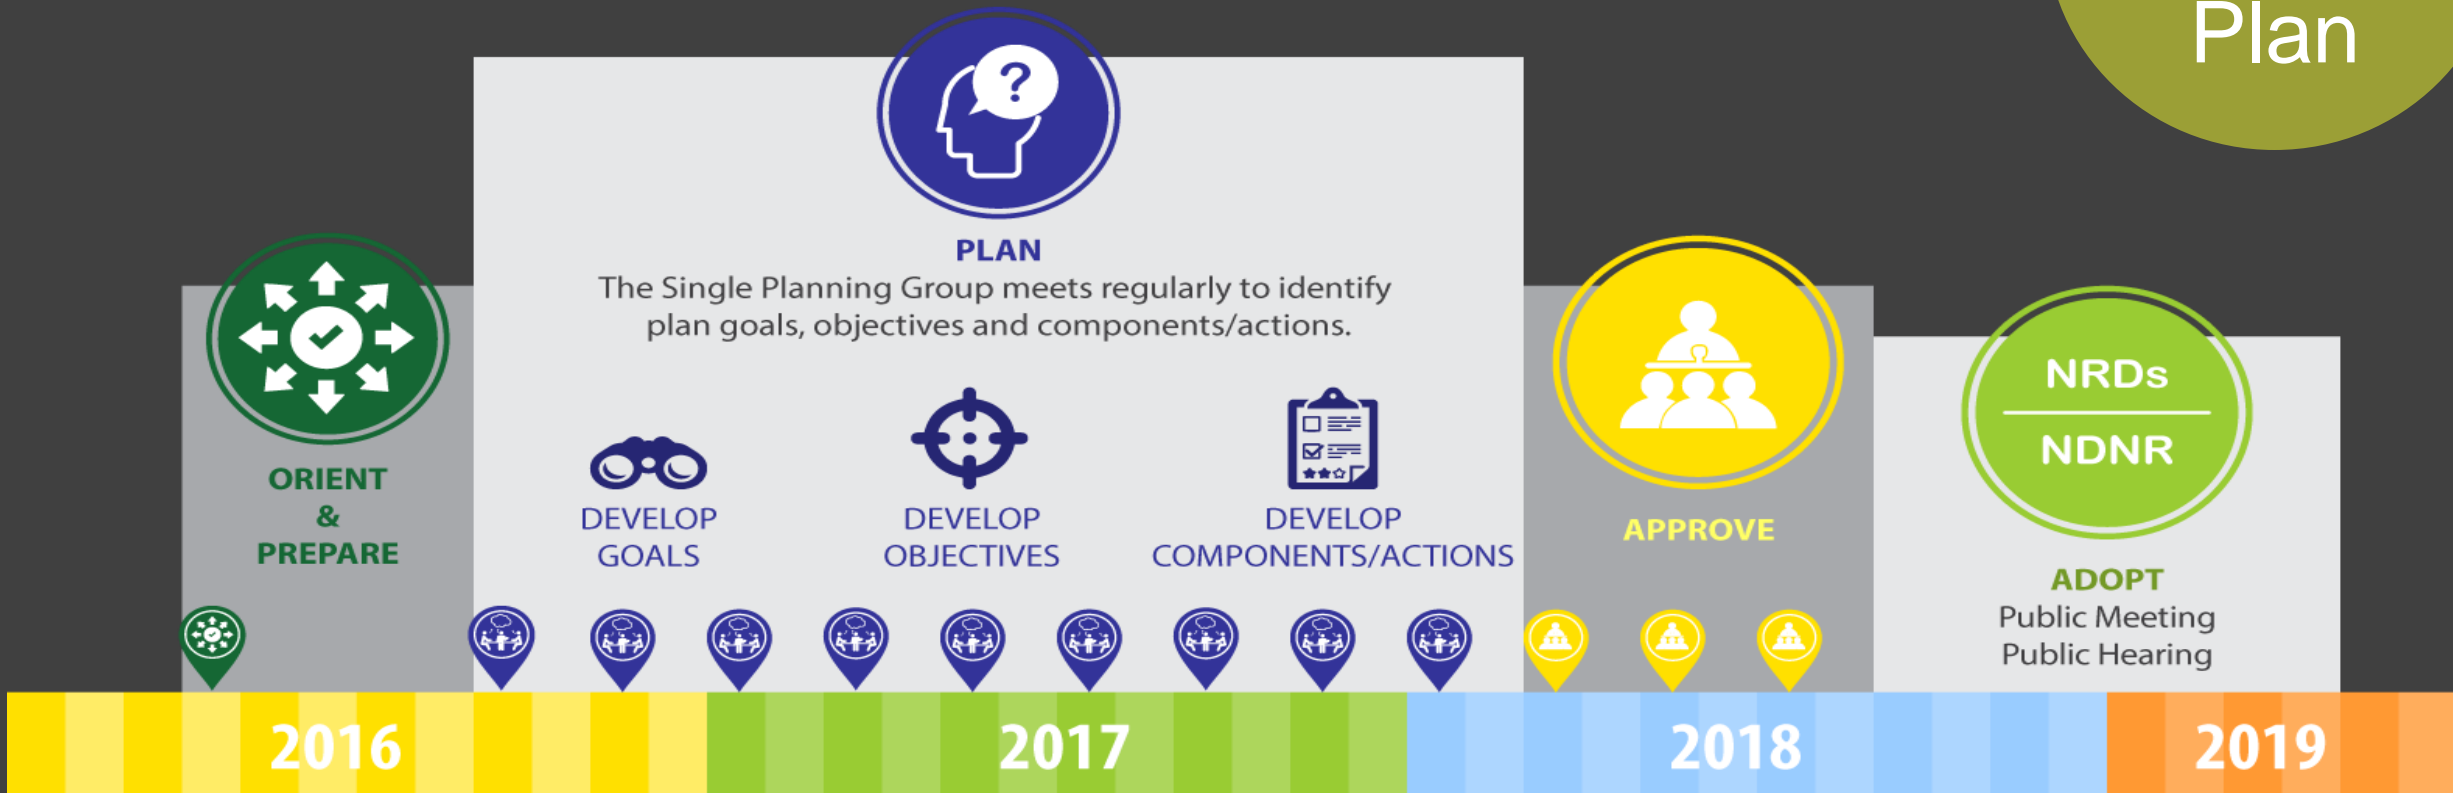 Plan
PLAN
The Single Planning Group meets regularly to identify
plan goals, objectives and components/actions.
ORIENT
&
PREPARE
DEVELOP
GOALS
DEVELOP
OBJECTIVES
DEVELOP
COMPONENTS/ACTIONS
APPROVE
NRDs
NDNR
ADOPT
Public Meeting
Public Hearing
2016
2017
2018
2019